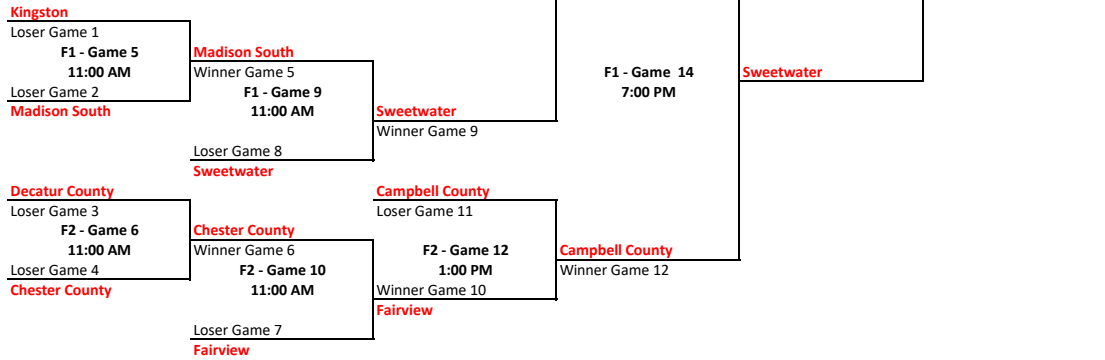 Kingston
Loser Game 1
F1 - Game 5
11:00 AM
Loser Game 2
Madison South
Madison South
Winner Game 5
F1 - Game 9
11:00 AM
Loser Game 8
Sweetwater
Sweetwater
Winner Game 9
F1 - Game 14
7:00 PM
Sweetwater
Decatur County
Loser Game 3
F2 - Game 6
11:00 AM
Loser Game 4
Chester County
Chester County
Winner Game 6
F2 - Game 10
11:00 AM
Loser Game 7
Fairview
Campbell County
Loser Game 11
F2 - Game 12
1:00 PM
Winner Game 10
Fairview
Campbell County
Winner Game 12